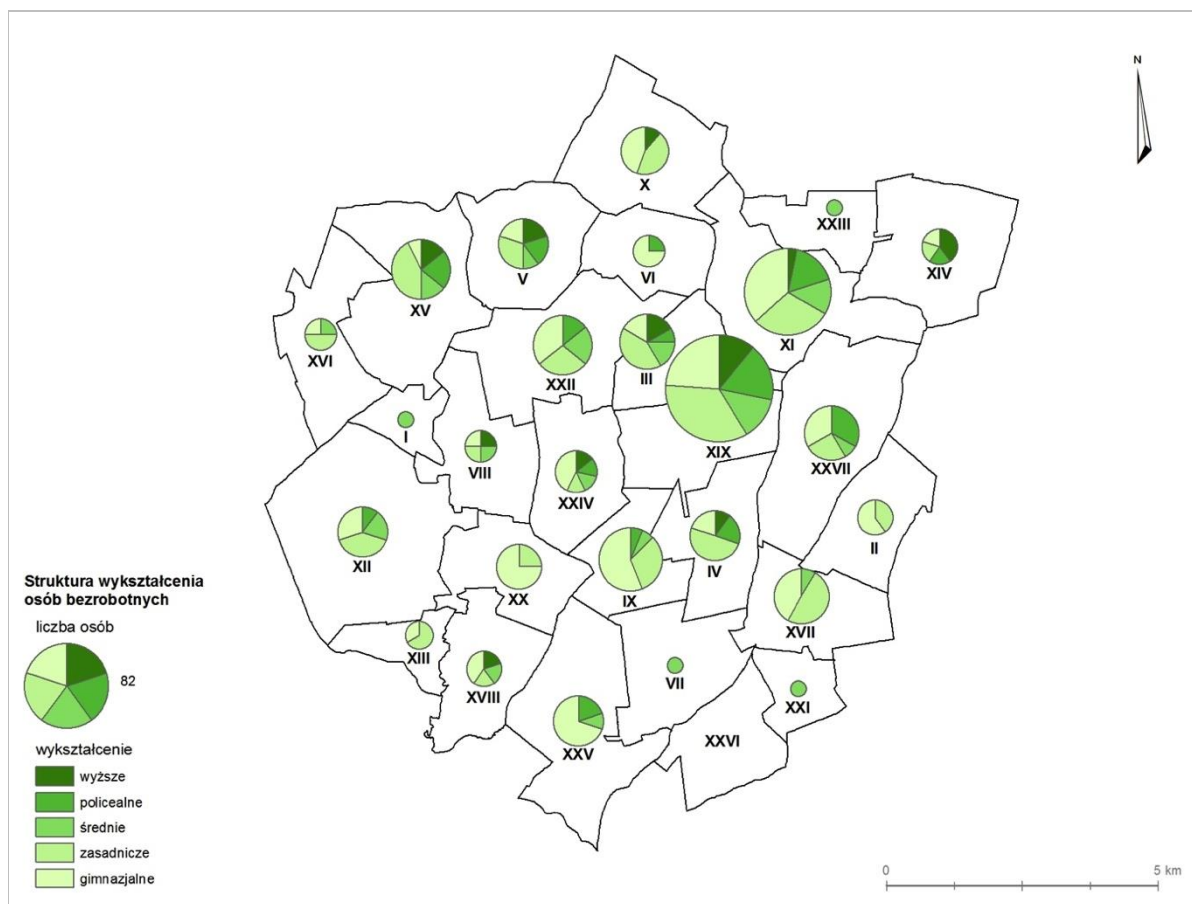 N
X
XXIII
XIV
V
VI
XV
XI
XVI
XXII
III
XIX
I
VIII
XXIV
XXVII
II
XII
XX
IX
IV
XVII
XIII
XVIII
VII
XXI
XXV
XXVI
Struktura wykształcenia
osób bezrobotnych
liczba osób
82
wykształcenie
wyższe
policealne
średnie
zasadnicze
gimnazjalne
0
5 km